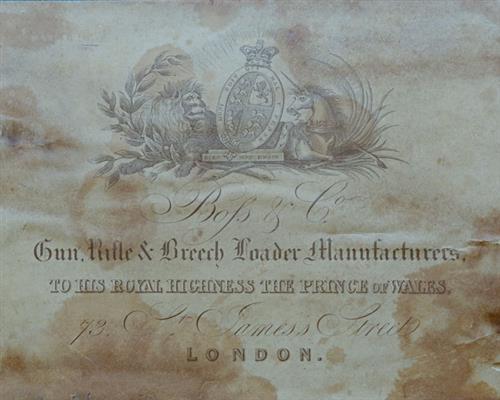 Boſs & Co
Gun, Rifle & Breech Loader Manufacturers,
TO HIS ROYAL HIGHNESS THE PRINCE OF WALES.
73. St. Jamess Street
LONDON.